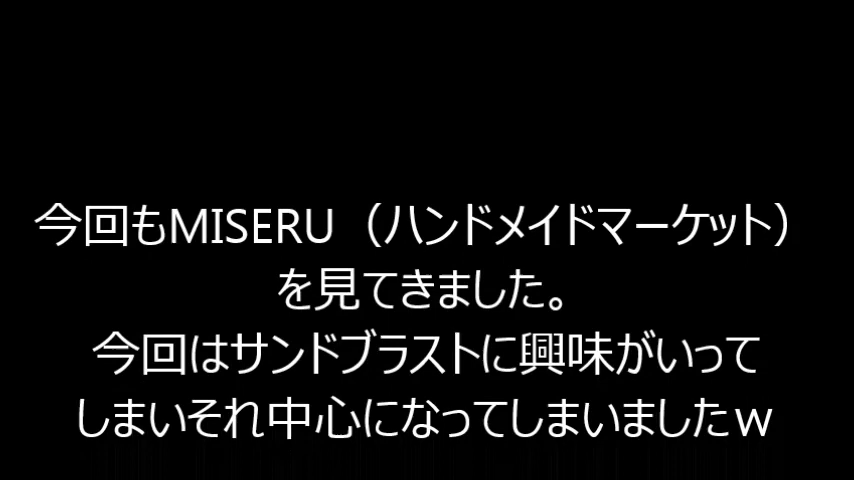 今回もMISERU（ハンドメイドマーケット）
を見てきました。
今回はサンドブラストに興味がいって
しまいそれ中心になってしまいましたｗ